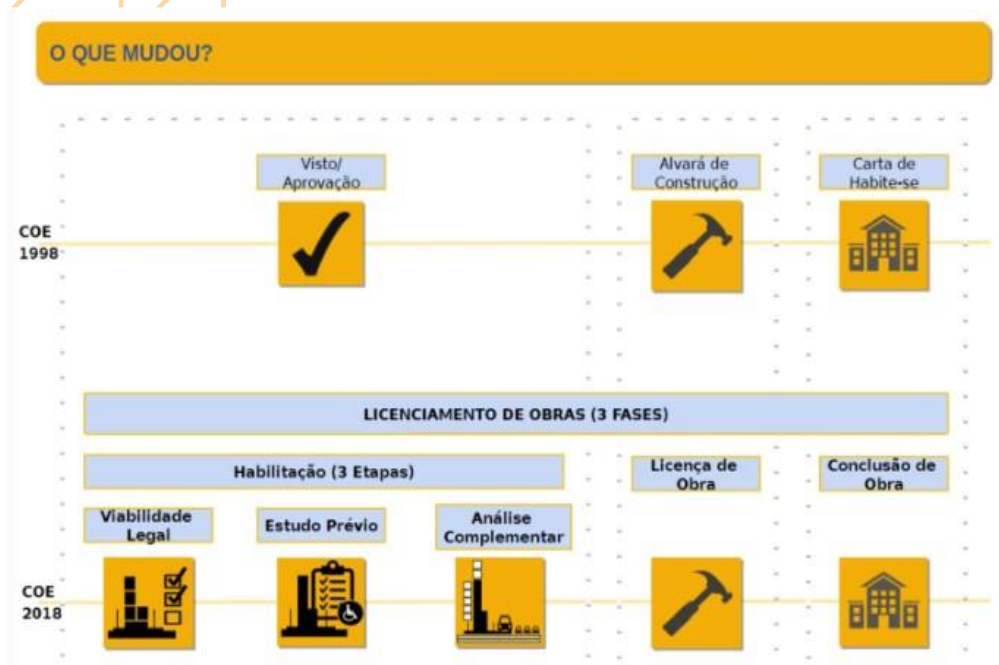 O QUE MUDOU?
Visto/
Aprovação
Alvará de
Construção
Carta de
Habite-se
COE
1998
LICENCIAMENTO DE OBRAS (3 FASES)
Habilitação (3 Etapas)
Licença de
Obra
Conclusão de
Obra
Viabilidade
Legal
Estudo Prévio
Análise
Complementar
COE
2018